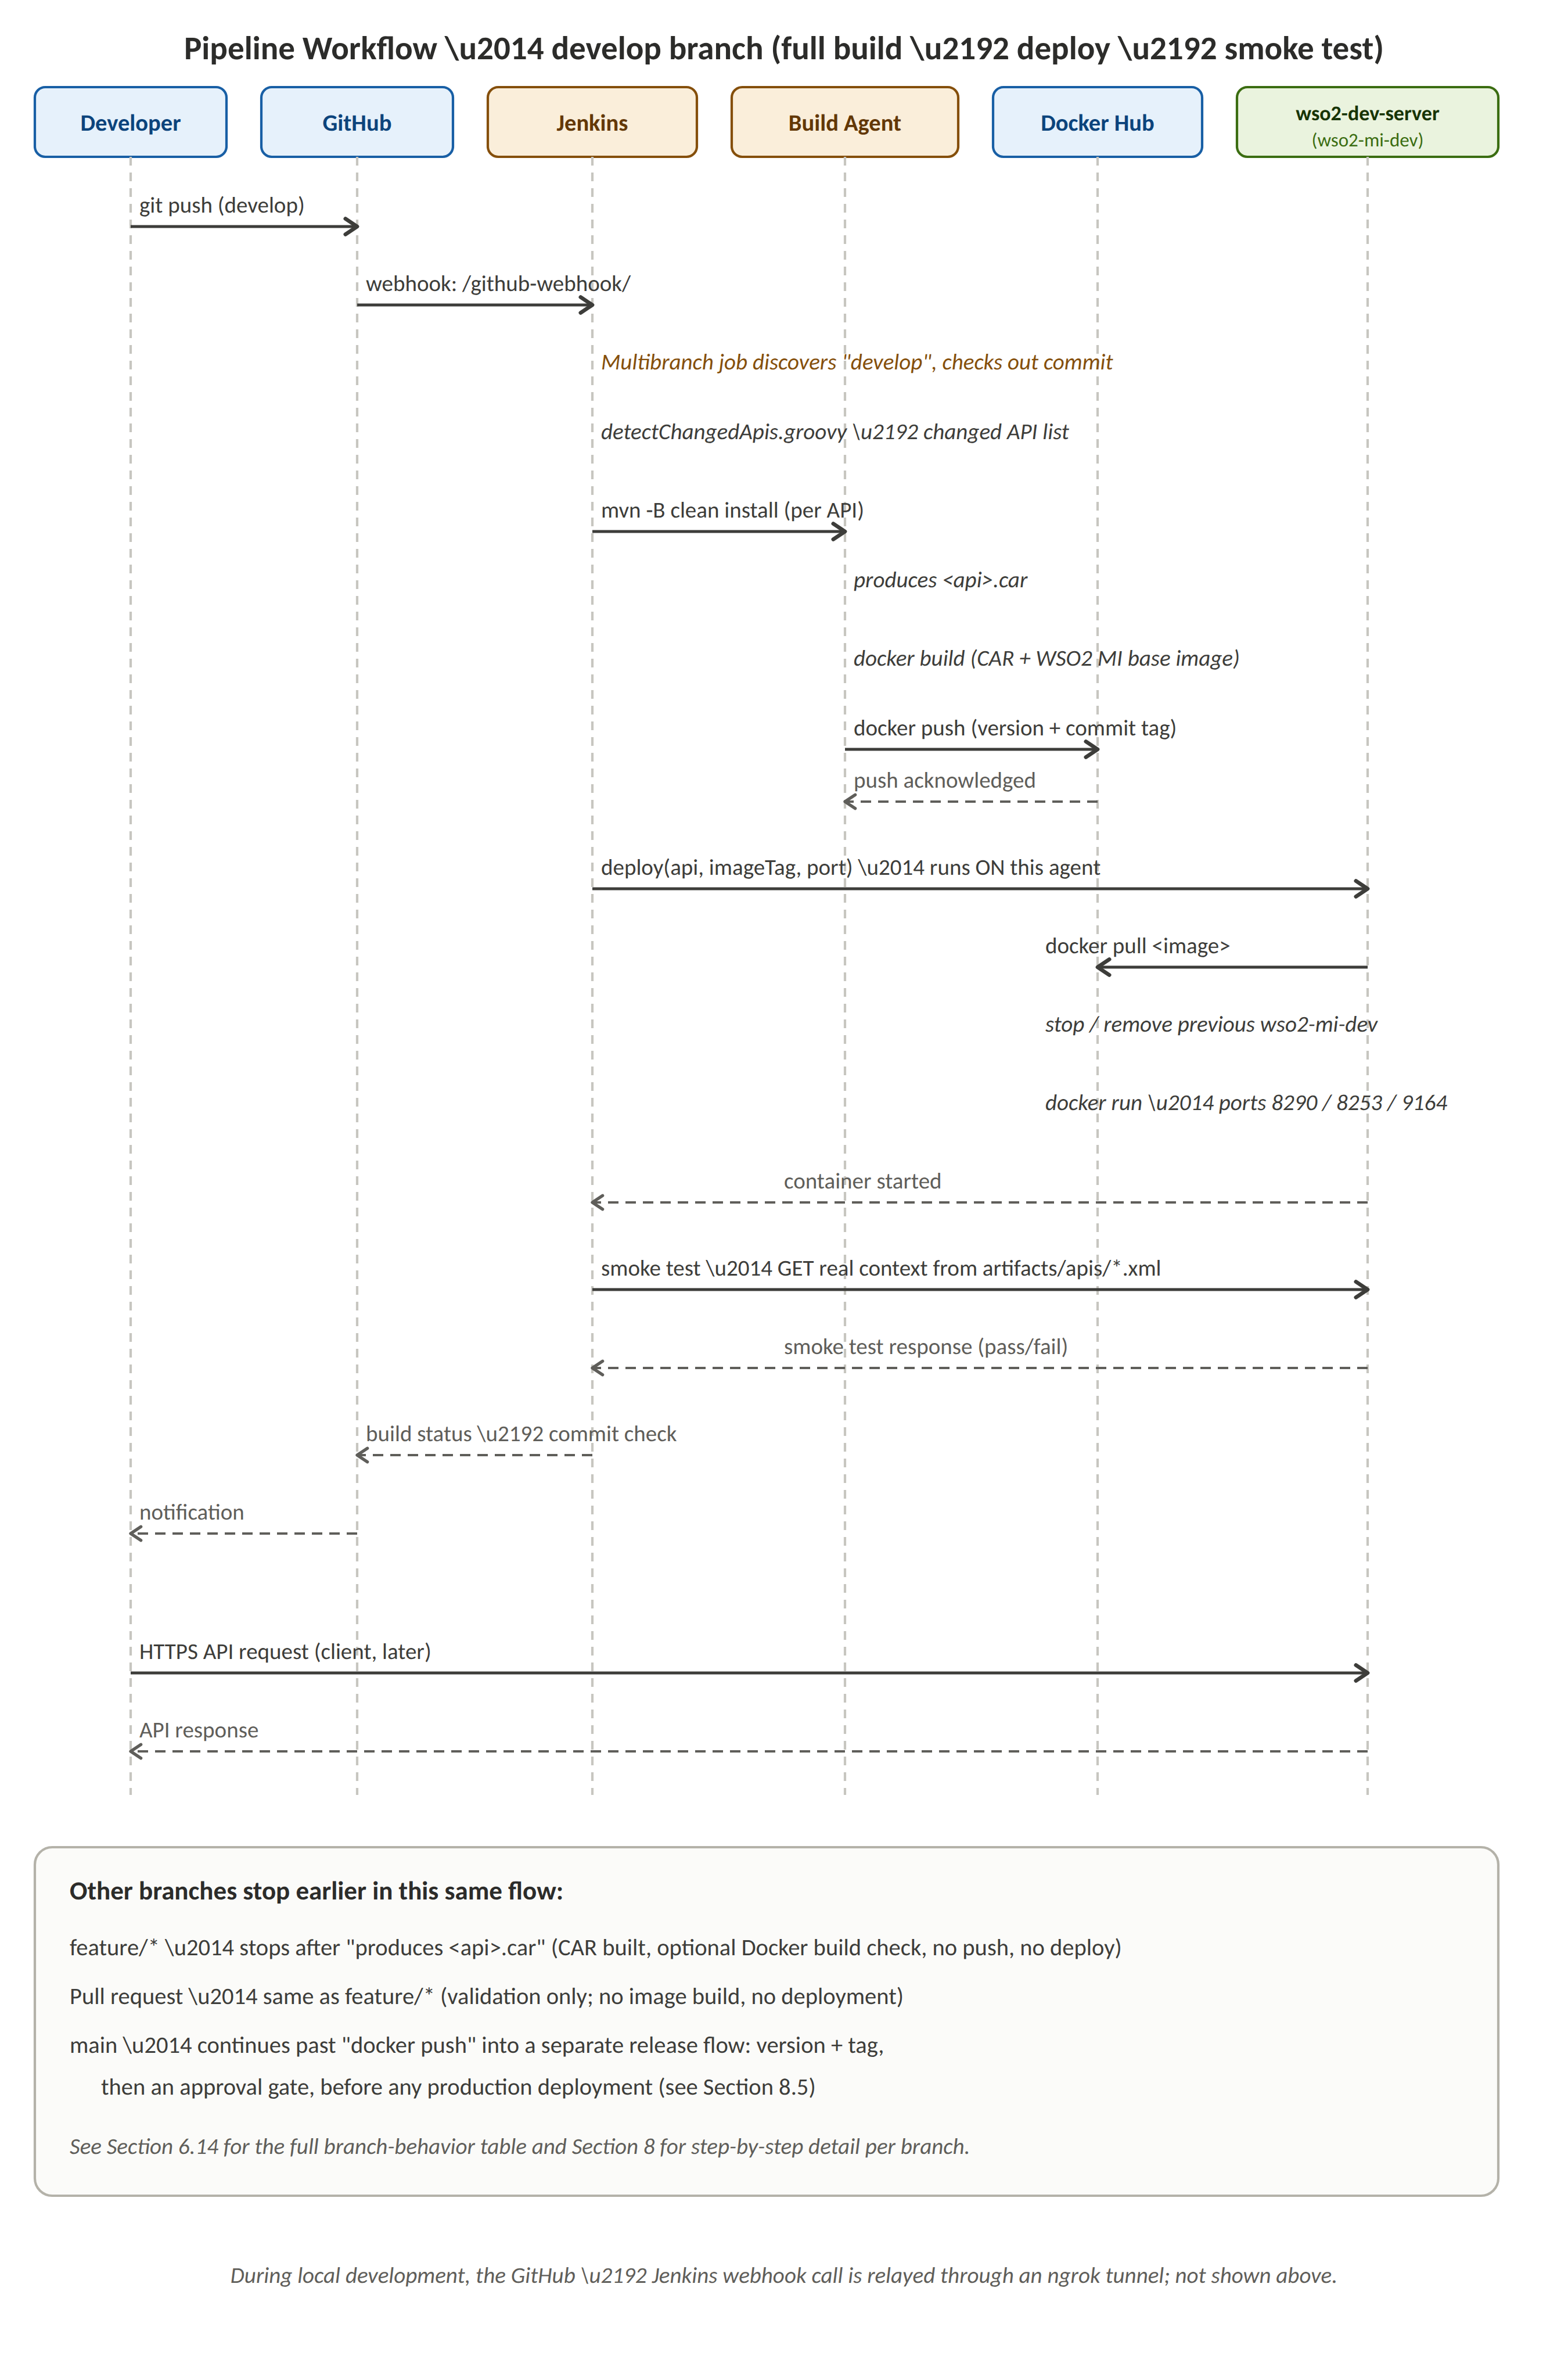 Pipeline Workflow \u2014 develop branch (full build \u2192 deploy \u2192 smoke test)
Developer
GitHub
Jenkins
Build Agent
Docker Hub
wso2-dev-server
(wso2-mi-dev)
git push (develop)
webhook: /github-webhook/
Multibranch job discovers "develop", checks out commit
detectChangedApis.groovy \u2192 changed API list
mvn -B clean install (per API)
produces <api>.car
docker build (CAR + WSO2 MI base image)
docker push (version + commit tag)
push acknowledged
deploy(api, imageTag, port) \u2014 runs ON this agent
docker pull <image>
stop / remove previous wso2-mi-dev
docker run \u2014 ports 8290 / 8253 / 9164
container started
smoke test \u2014 GET real context from artifacts/apis/*.xml
smoke test response (pass/fail)
build status \u2192 commit check
notification
HTTPS API request (client, later)
API response
Other branches stop earlier in this same flow:
feature/* \u2014 stops after "produces <api>.car" (CAR built, optional Docker build check, no push, no deploy)
Pull request \u2014 same as feature/* (validation only; no image build, no deployment)
main \u2014 continues past "docker push" into a separate release flow: version + tag,
then an approval gate, before any production deployment (see Section 8.5)
See Section 6.14 for the full branch-behavior table and Section 8 for step-by-step detail per branch.
During local development, the GitHub \u2192 Jenkins webhook call is relayed through an ngrok tunnel; not shown above.